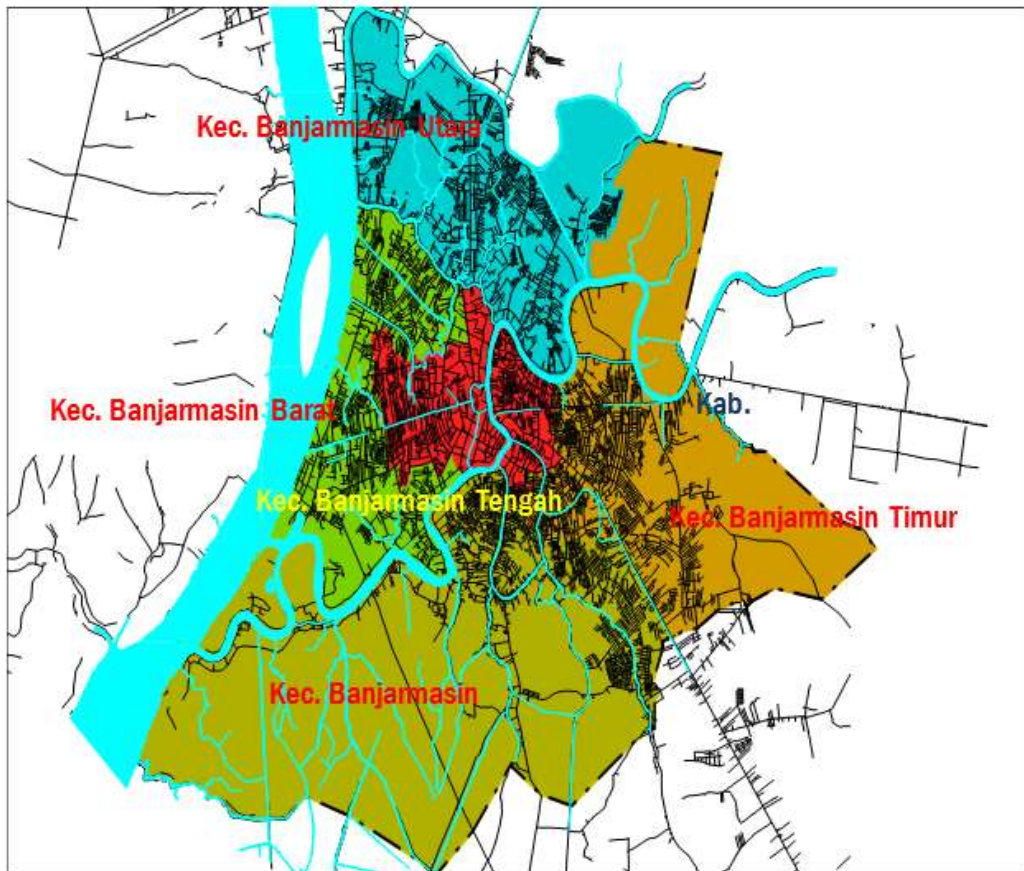 Kec. Banjarmasin Utara
Kec. Banjarmasin Barat
Kab.
Kec. Banjarmasin Tengah
Kec. Banjarmasin Timur
Kec. Banjarmasin